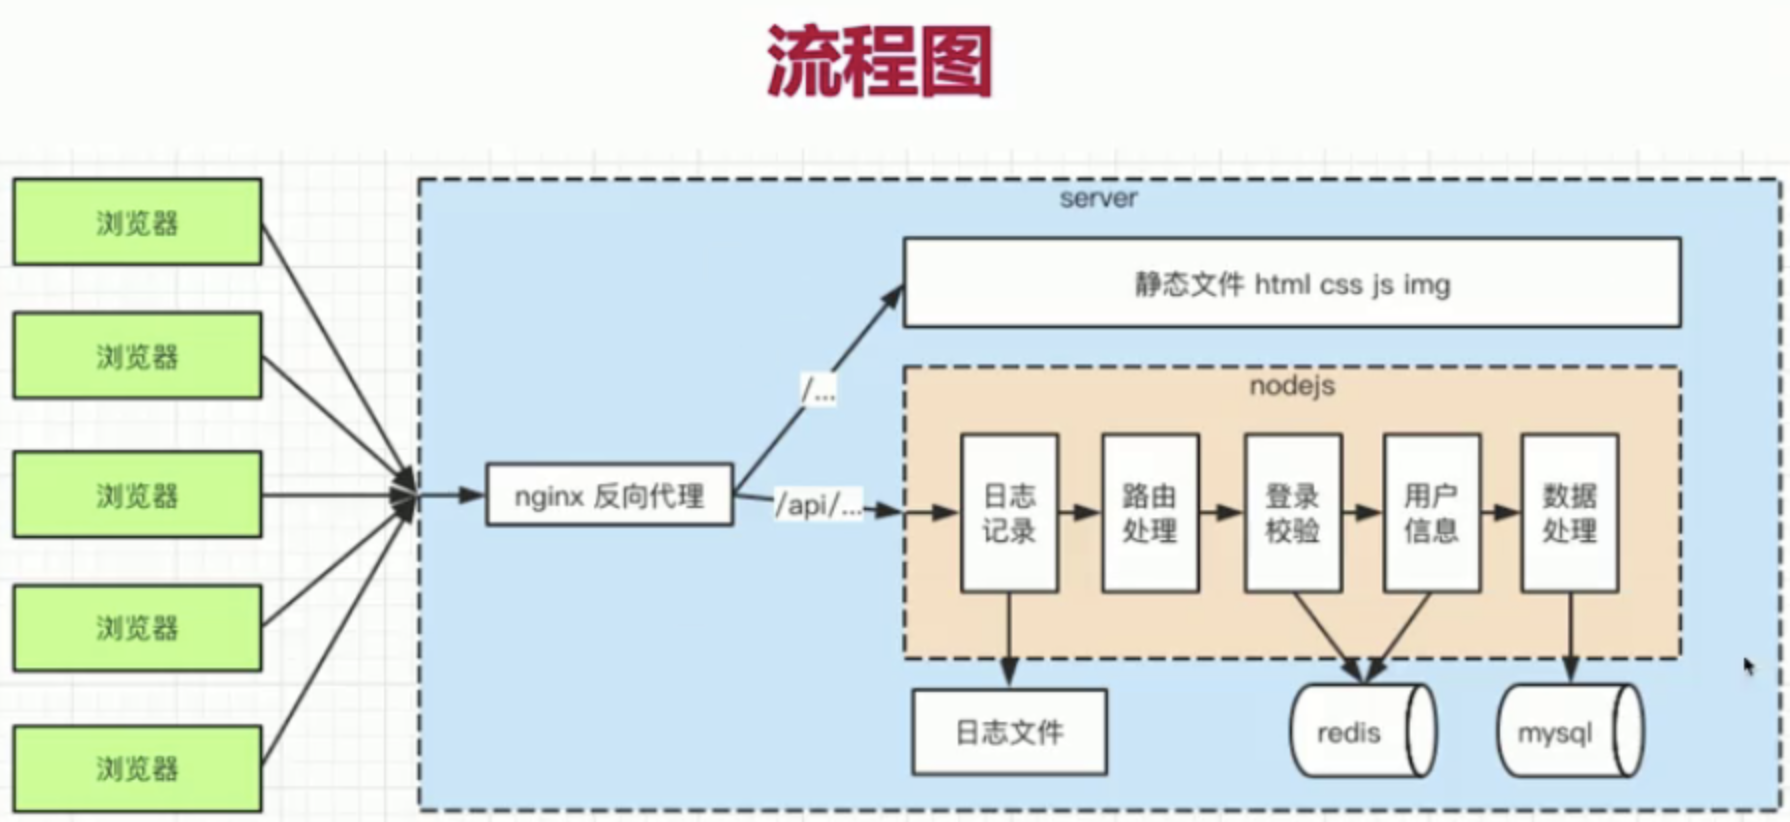 流程图
浏览器
浏览器
浏览器
浏览器
浏览器
server
nginx 反向代理
/...
/api/...
静态文件 html css js img
nodejs
日志
记录
路由
处理
登录
校验
用户
信息
数据
处理
日志文件
redis
mysql